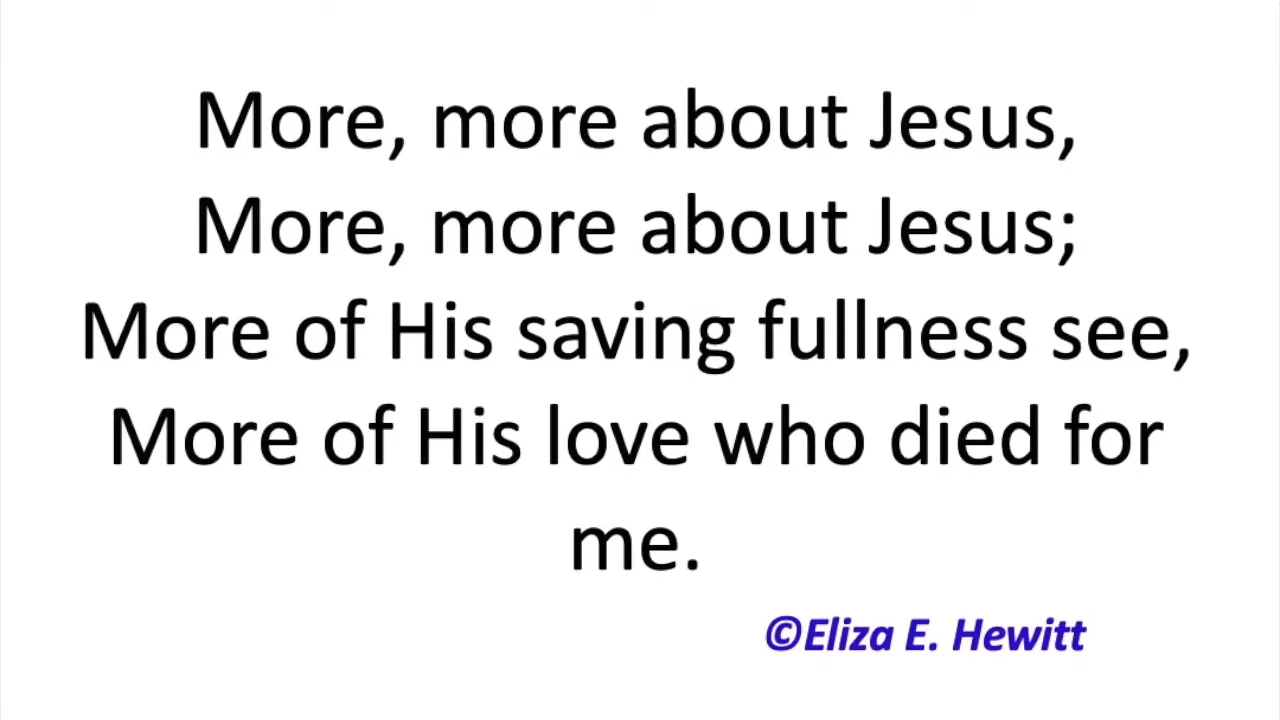 More, more about Jesus,
More, more about Jesus;
More of His saving fullness see,
More of His love who died for
me.
©Eliza E. Hewitt